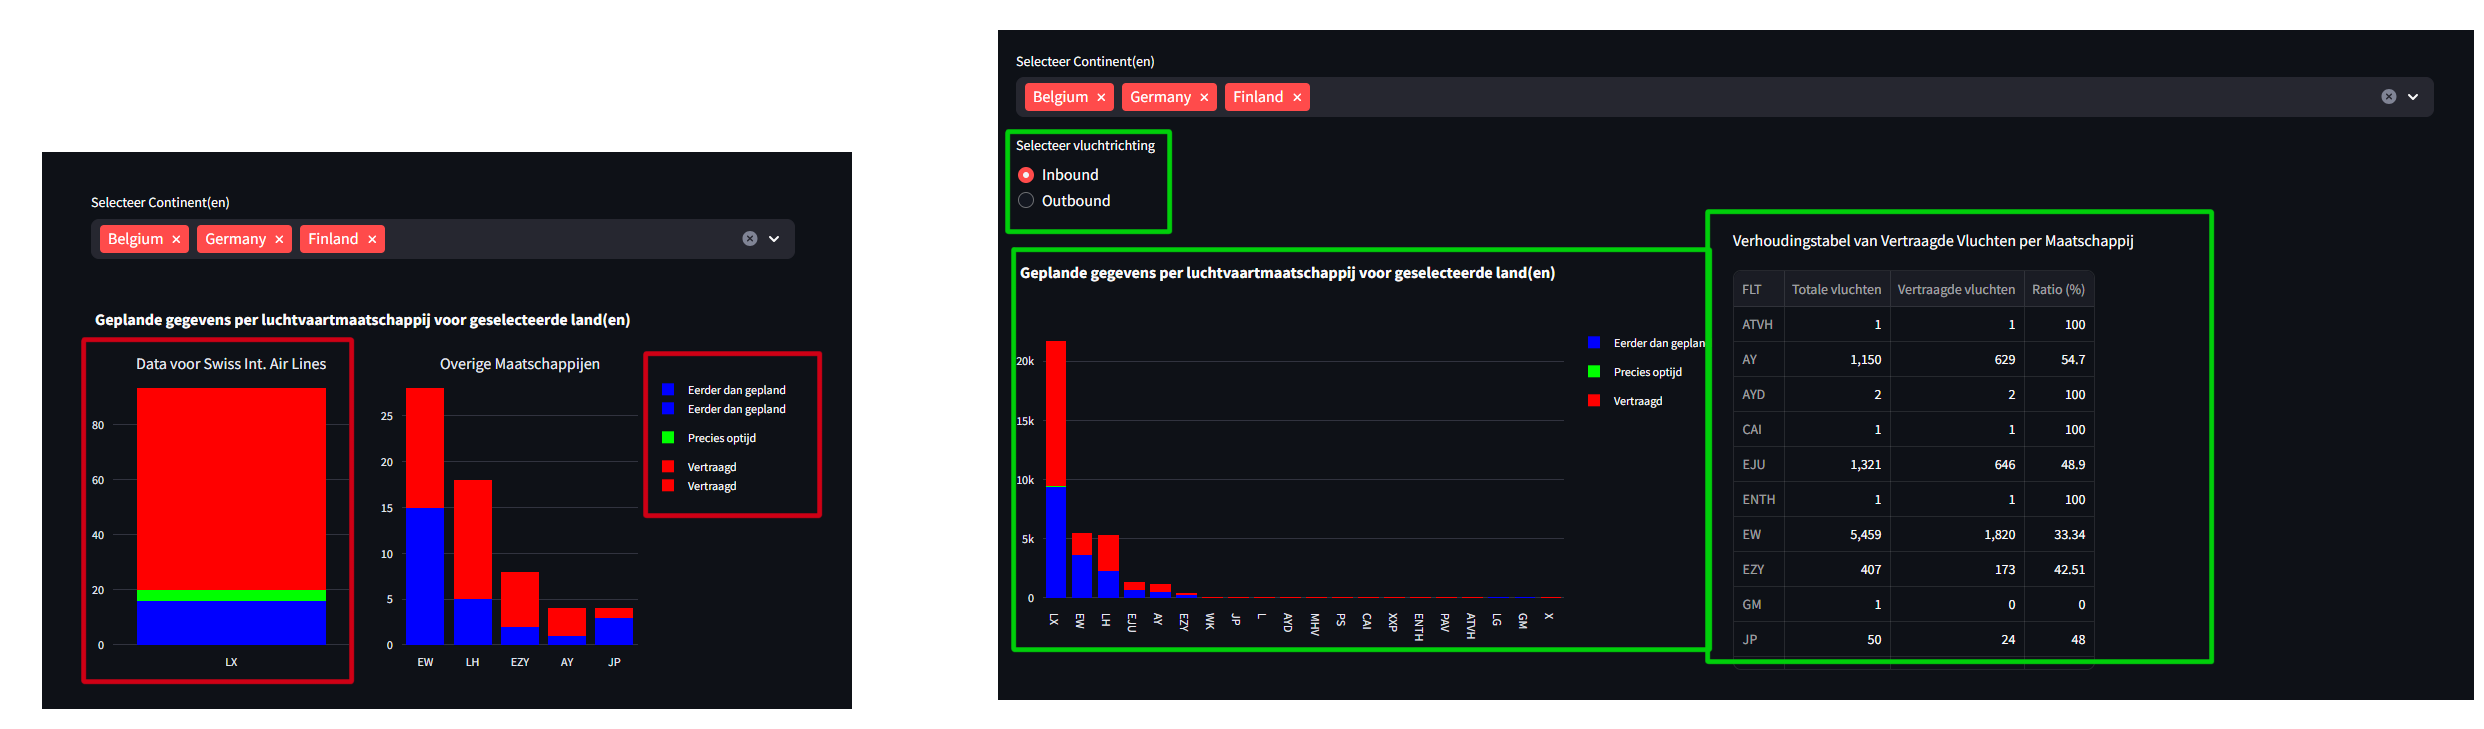 Selecteer Continent(en)
Belgium × Germany × Finland ×
Geplande gegevens per luchtvaartmaatschappij voor geselecteerde land(en)
Data voor Swiss Int. Air Lines
80
60
40
20
0
LX
Overige Maatschappijen
25
20
15
10
5
0
EW LH EZY AY JP
Eerder dan gepland
Eerder dan gepland
Precies optijd
Vertraagd
Vertraagd
Selecteer Continent(en)
Belgium × Germany × Finland ×
Selecteer vluchtrichting
Inbound
Outbound
Geplande gegevens per luchtvaartmaatschappij voor geselecteerde land(en)
20k
15k
10k
5k
0
LX EW LH EJU AY EZY WK JP L AYD MHV PS CAI XXP ENTH PAV ATVH LG GM X
Eerder dan geplan
Precies optijd
Vertraagd
Verhoudingstabel van Vertraagde Vluchten per Maatschappij
FLT Totale vluchten Vertraagde vluchten Ratio (%)
ATVH 1 1 100
AY 1,150 629 54.7
AYD 2 2 100
CAI 1 1 100
EJU 1,321 646 48.9
ENTH 1 1 100
EW 5,459 1,820 33.34
EZY 407 173 42.51
GM 1 0 0
JP 50 24 48